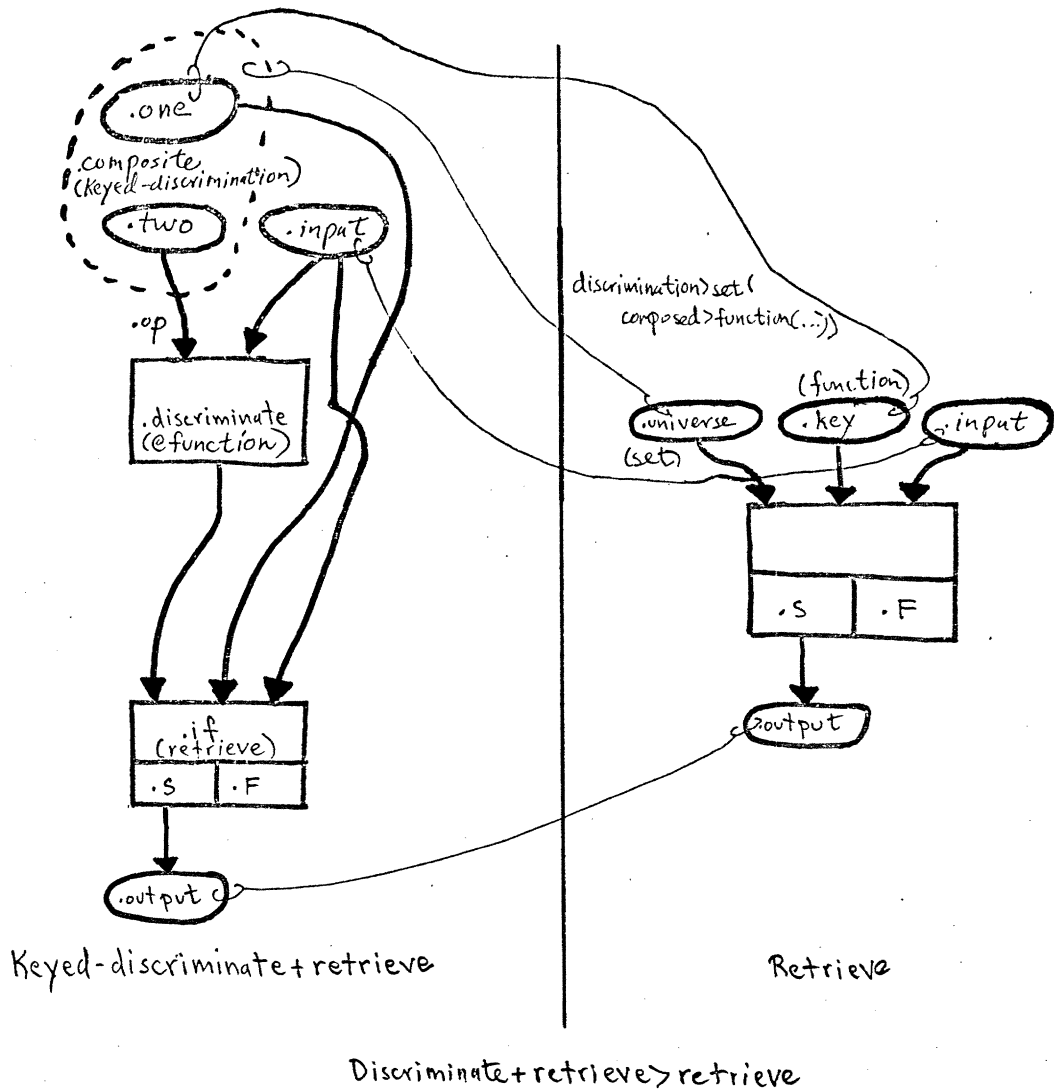 .one
.composite
(keyed-discrimination)
.two
.input
.op
.discriminate
(@function)
.if
(retrieve)
.S
.F
.output
Keyed-discriminate+retrieve
discrimination>set(
composed>function(...))
(function)
.universe
.key
.input
(set)
.S
.F
.output
Retrieve
Discriminate+retrieve>retrieve